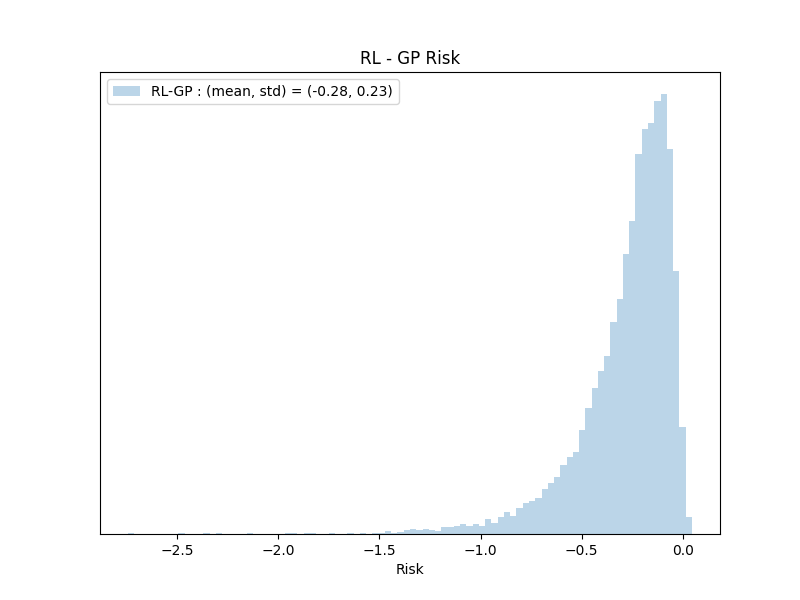 RL - GP Risk
RL-GP : (mean, std) = (-0.28, 0.23)
−2.5 −2.0 −1.5 −1.0 −0.5 0.0
Risk